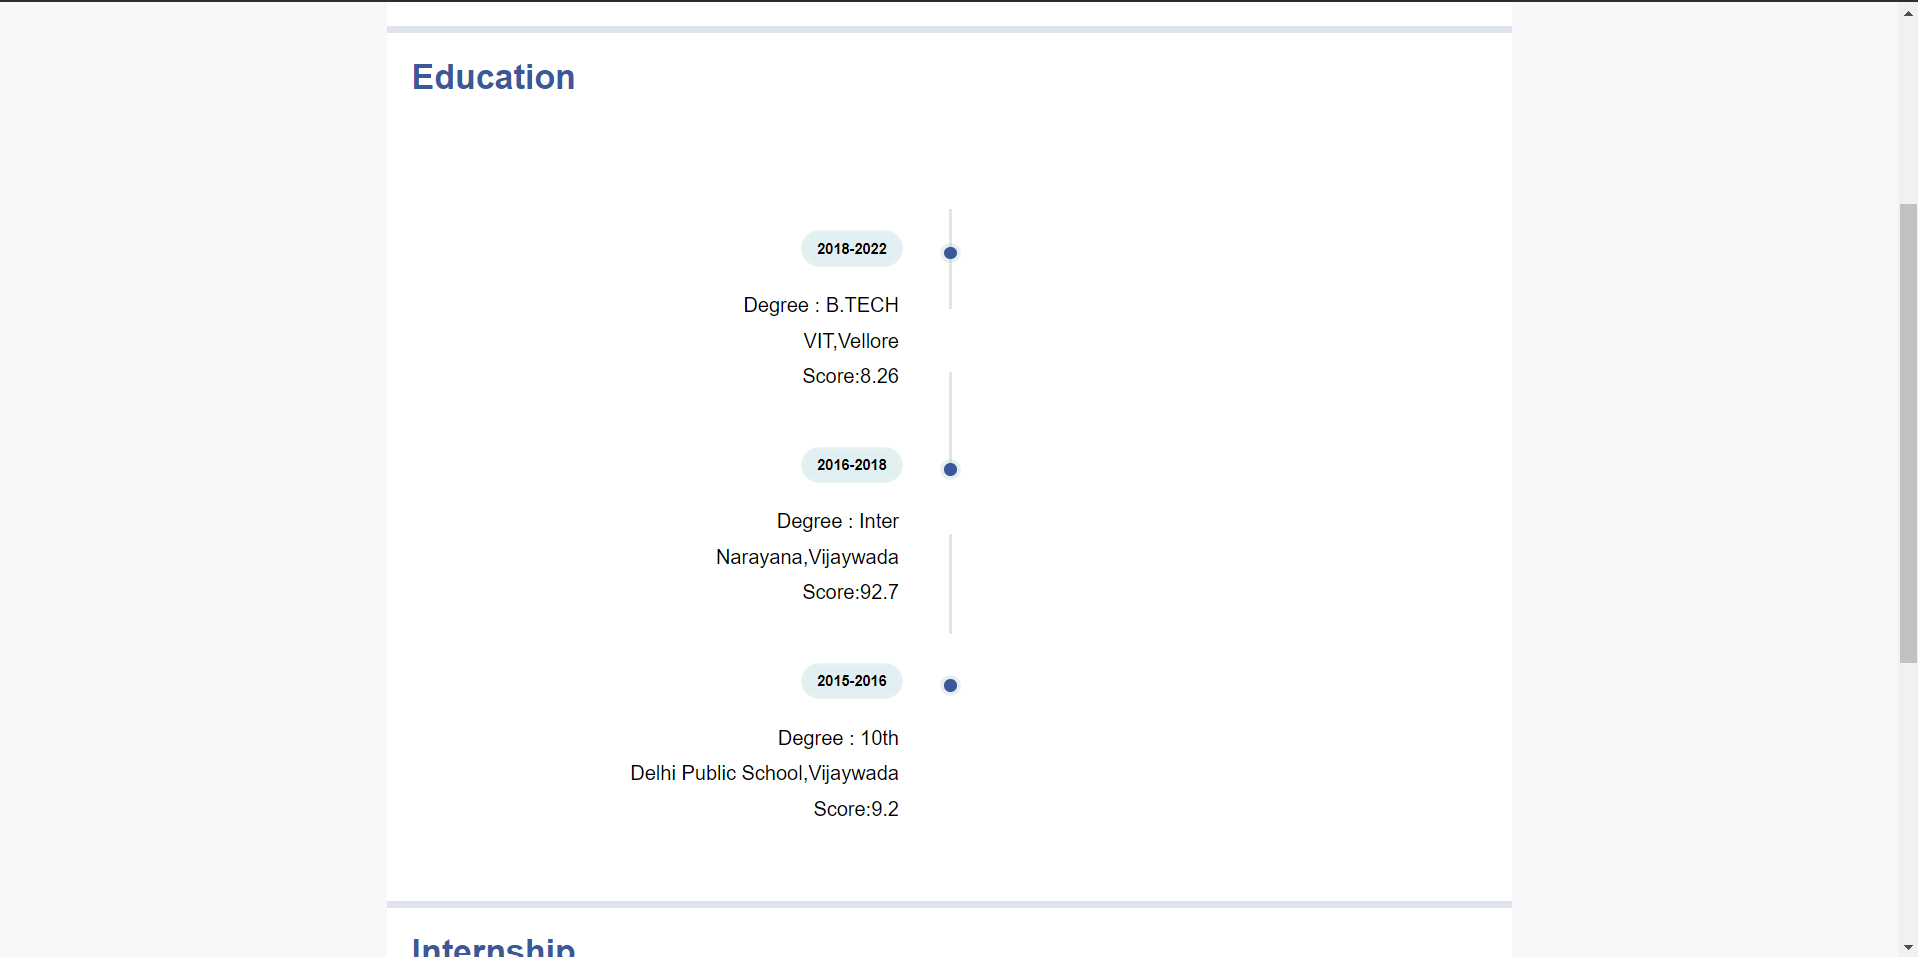 Education
2018-2022
Degree : B.TECH
VIT,Vellore
Score:8.26
2016-2018
Degree : Inter
Narayana,Vijaywada
Score:92.7
2015-2016
Degree : 10th
Delhi Public School,Vijaywada
Score:9.2
Internship